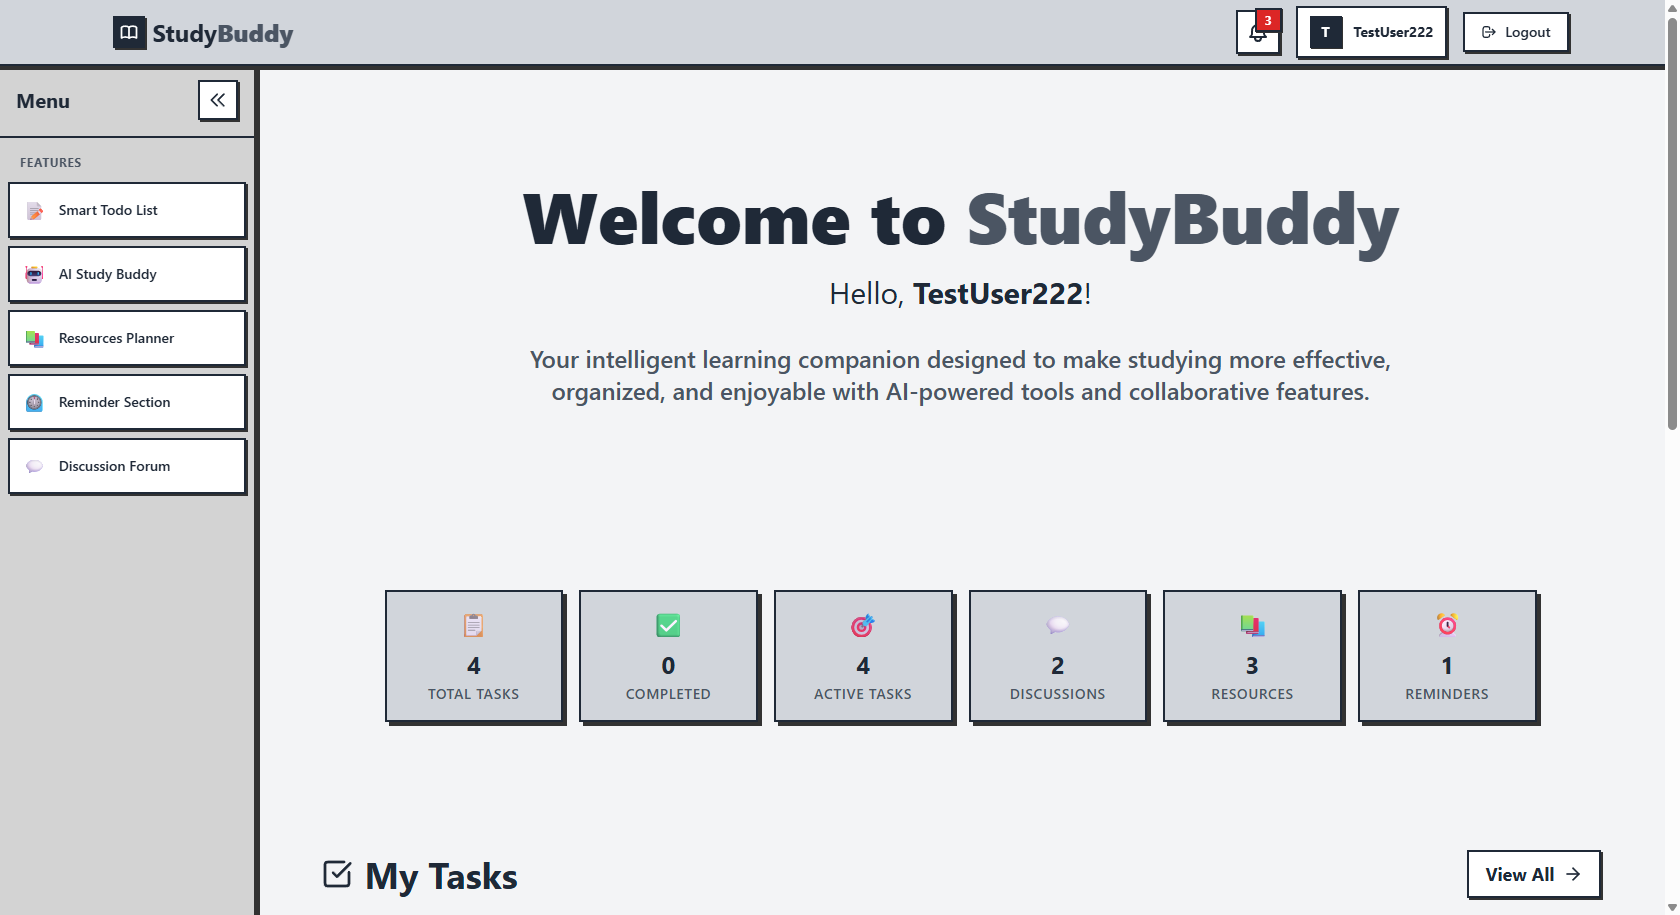 StudyBuddy
3
T
TestUser222
Logout
Menu
FEATURES
Smart Todo List
AI Study Buddy
Resources Planner
Reminder Section
Discussion Forum
Welcome to StudyBuddy
Hello, TestUser222!
Your intelligent learning companion designed to make studying more effective,
organized, and enjoyable with AI-powered tools and collaborative features.
4
TOTAL TASKS
0
COMPLETED
4
ACTIVE TASKS
2
DISCUSSIONS
3
RESOURCES
1
REMINDERS
My Tasks
View All